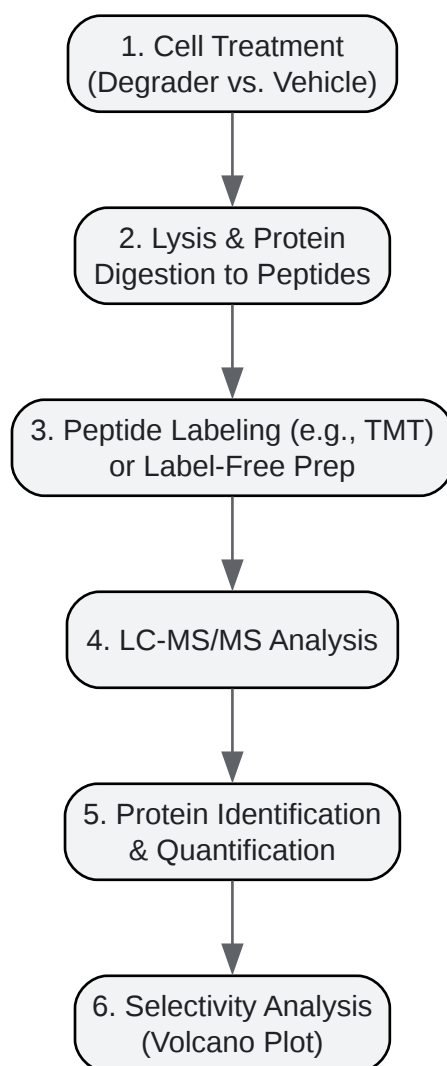 1. Cell Treatment
(Degrader vs. Vehicle)
2. Lysis & Protein
Digestion to Peptides
3. Peptide Labeling (e.g., TMT)
or Label-Free Prep
4. LC-MS/MS Analysis
5. Protein Identification
& Quantification
6. Selectivity Analysis
(Volcano Plot)